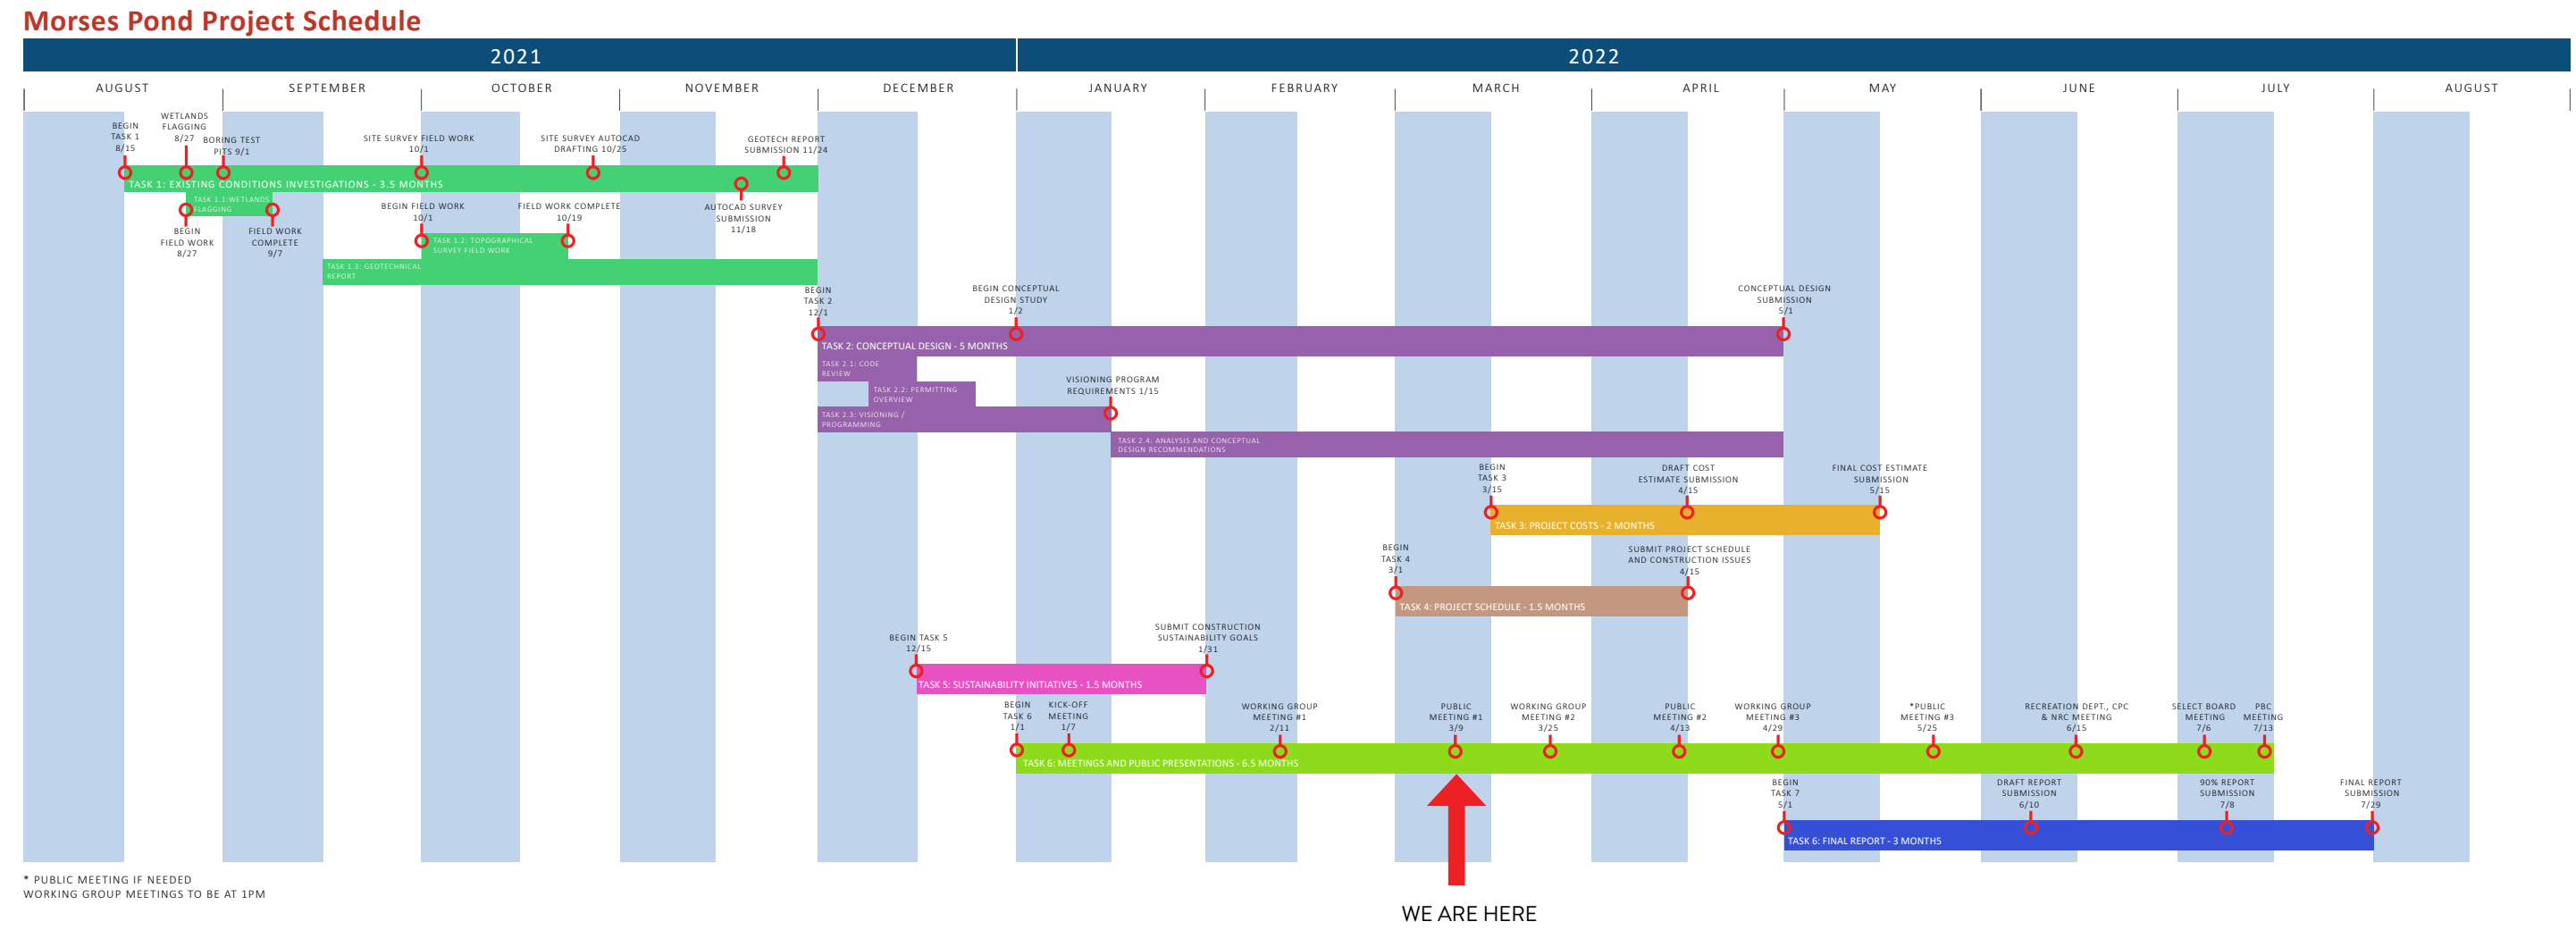 Morses Pond Project Schedule
2021
2022
AUGUST
SEPTEMBER
OCTOBER
NOVEMBER
DECEMBER
JANUARY
FEBRUARY
MARCH
APRIL
MAY
JUNE
JULY
AUGUST
BEGIN
TASK 1
8/15
WETLANDS
FLAGGING
8/27
BORING TEST
PITS 9/1
SITE SURVEY FIELD WORK
10/1
SITE SURVEY AUTOCAD
DRAFTING 10/25
GEOTECH REPORT
SUBMISSION 11/24
TASK 1: EXISTING CONDITIONS INVESTIGATIONS - 3.5 MONTHS
TASK 1.1:WETLANDS
FLAGGING
BEGIN
FIELD WORK
8/27
FIELD WORK
COMPLETE
9/7
BEGIN FIELD WORK
10/1
FIELD WORK COMPLETE
10/19
AUTOCAD SURVEY
SUBMISSION
11/18
TASK 1.2: TOPOGRAPHICAL
SURVEY FIELD WORK
TASK 1.3: GEOTECHNICAL
REPORT
BEGIN
TASK 2
12/1
BEGIN CONCEPTUAL
DESIGN STUDY
1/2
CONCEPTUAL DESIGN
SUBMISSION
5/1
TASK 2: CONCEPTUAL DESIGN - 5 MONTHS
TASK 2.1: CODE
REVIEW
TASK 2.2: PERMITTING
OVERVIEW
VISIONING PROGRAM
REQUIREMENTS 1/15
TASK 2.3: VISIONING /
PROGRAMMING
TASK 2.4: ANALYSIS AND CONCEPTUAL
DESIGN RECOMMENDATIONS
BEGIN
TASK 3
3/15
DRAFT COST
ESTIMATE SUBMISSION
4/15
FINAL COST ESTIMATE
SUBMISSION
5/15
TASK 3: PROJECT COSTS - 2 MONTHS
BEGIN
TASK 4
3/1
SUBMIT PROJECT SCHEDULE
AND CONSTRUCTION ISSUES
4/15
TASK 4: PROJECT SCHEDULE - 1.5 MONTHS
BEGIN TASK 5
12/15
SUBMIT CONSTRUCTION
SUSTAINABILITY GOALS
1/31
TASK 5: SUSTAINABILITY INITIATIVES - 1.5 MONTHS
BEGIN
TASK 6
1/1
KICK-OFF
MEETING
1/7
WORKING GROUP
MEETING #1
2/11
PUBLIC
MEETING #1
3/9
WORKING GROUP
MEETING #2
3/25
PUBLIC
MEETING #2
4/13
WORKING GROUP
MEETING #3
4/29
*PUBLIC
MEETING #3
5/25
RECREATION DEPT., CPC
& NRC MEETING
6/15
SELECT BOARD
MEETING
7/6
PBC
MEETING
7/13
TASK 6: MEETINGS AND PUBLIC PRESENTATIONS - 6.5 MONTHS
BEGIN
TASK 7
5/1
DRAFT REPORT
SUBMISSION
6/10
90% REPORT
SUBMISSION
7/8
FINAL REPORT
SUBMISSION
7/29
TASK 6: FINAL REPORT - 3 MONTHS
* PUBLIC MEETING IF NEEDED
WORKING GROUP MEETINGS TO BE AT 1PM
WE ARE HERE